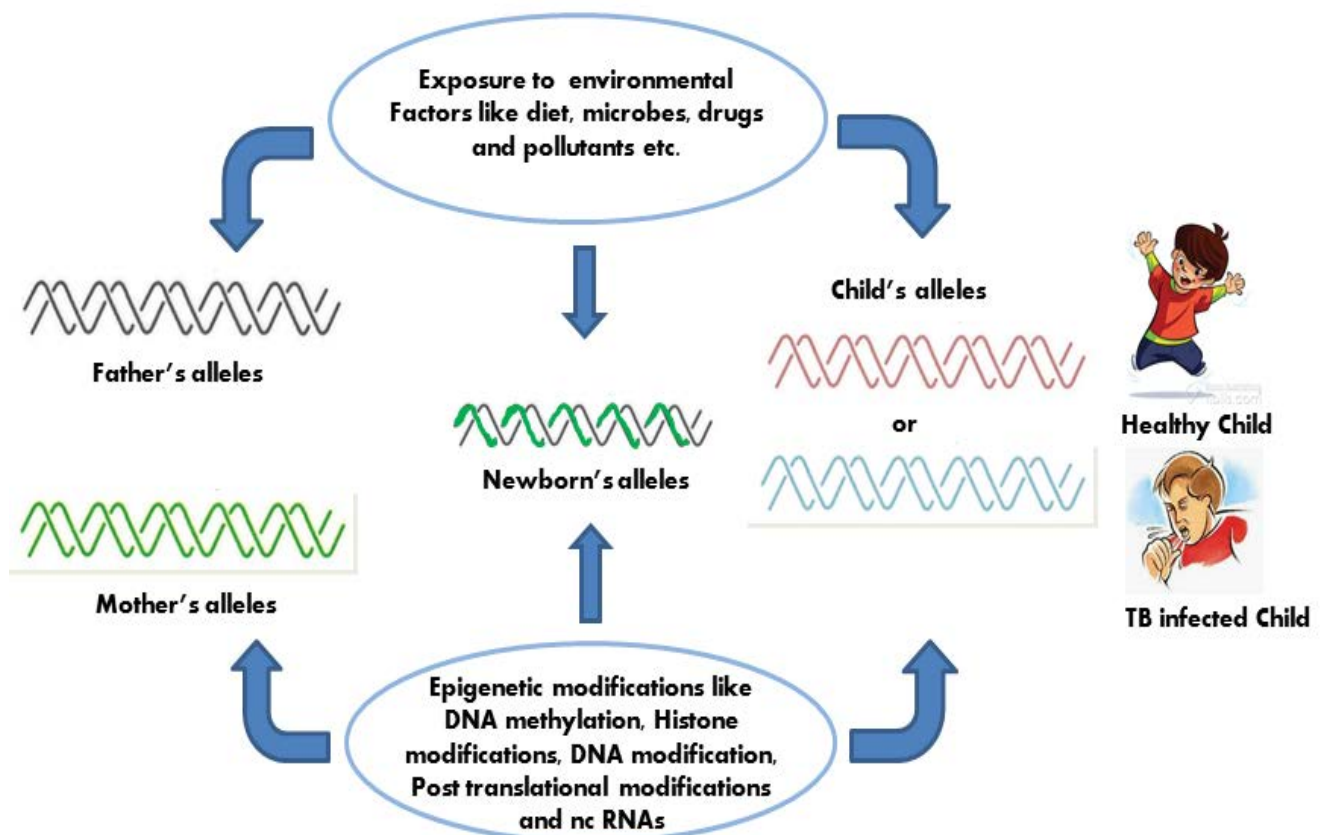 Exposure to environmental
Factors like diet, microbes, drugs
and pollutants etc.
Father's alleles
Mother's alleles
Newborn's alleles
Child's alleles
or
Healthy Child
TB infected Child
Epigenetic modifications like
DNA methylation, Histone
modifications, DNA modification,
Post translational modifications
and nc RNAs